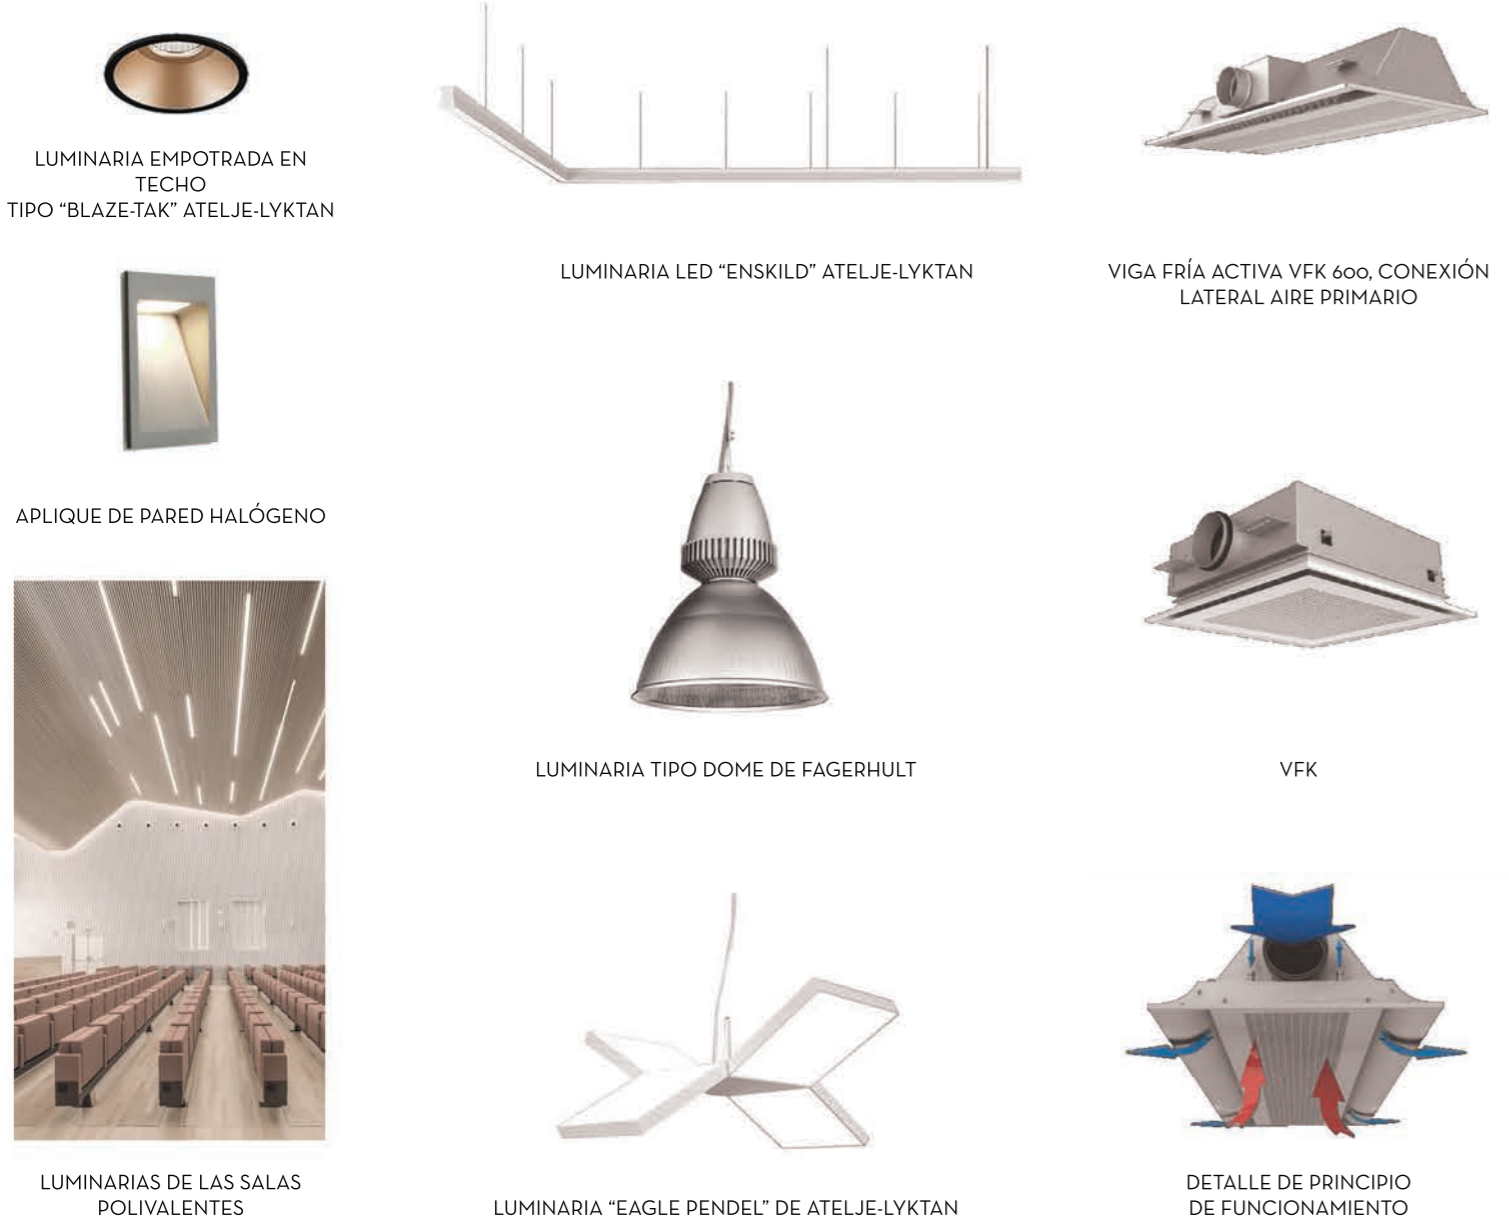 LUMINARIA EMPOTRADA EN
TECHO
TIPO “BLAZE-TAK” ATELJE-LYKTAN
LUMINARIA LED “ENSKILD” ATELJE-LYKTAN
VIGA FRÍA ACTIVA VFK 600, CONEXIÓN
LATERAL AIRE PRIMARIO
APLIQUE DE PARED HALÓGENO
LUMINARIA TIPO DOME DE FAGERHULT
VFK
LUMINARIAS DE LAS SALAS
POLIVALENTES
LUMINARIA “EAGLE PENDEL” DE ATELJE-LYKTAN
DETALLE DE PRINCIPIO
DE FUNCIONAMIENTO